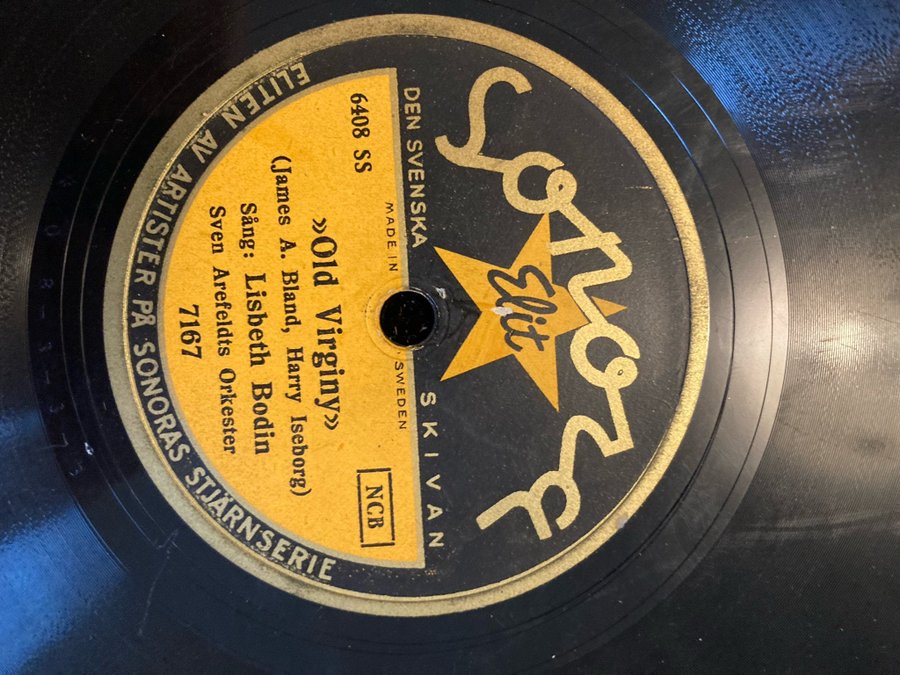 Sonora
Elit
DEN SVENSKA SKIVAN
MADE IN SWEDEN
6408 SS
NCB
»Old Virginy»
(James A. Bland, Harry Iseborg)
Sång: Lisbeth Bodin
Sven Arefeldts Orkester
7167
ELITEN AV ARTISTER PÅ SONORAS STJÄRNSERIE